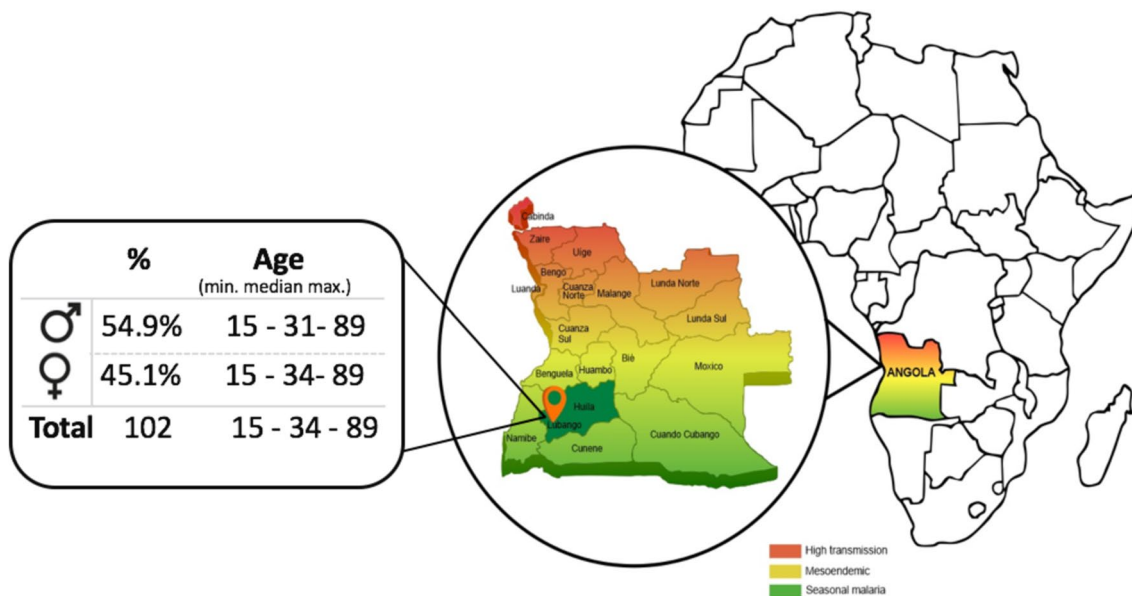 % Age
(min. median max.)
♂ 54.9% 15 - 31- 89
♀ 45.1% 15 - 34- 89
Total 102 15 - 34 - 89
Cabinda
Zaire
Uige
Bengo
Luanda
Cuanza
Norte
Malange
Lunda Norte
Lunda Sul
Cuanza
Sul
Biè
Moxico
Benguela
Huambo
Huila
Lubango
Namibe
Cunene
Cuando Cubango
ANGOLA
High transmission
Mesoendemic
Seasonal malaria